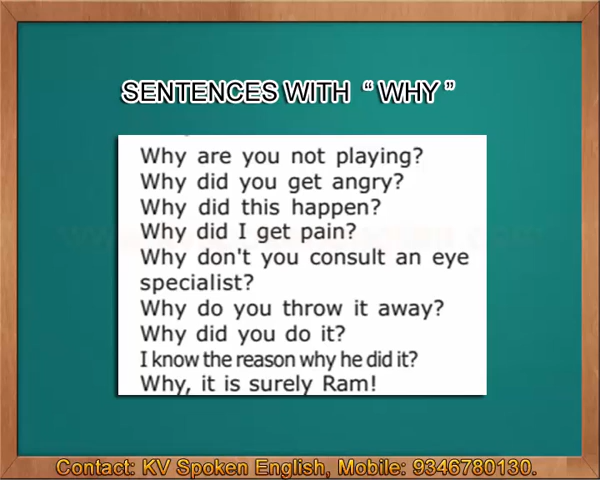 SENTENCES WITH “ WHY ”
Why are you not playing?
Why did you get angry?
Why did this happen?
Why did I get pain?
Why don't you consult an eye
specialist?
Why do you throw it away?
Why did you do it?
I know the reason why he did it?
Why, it is surely Ram!
Contact: KV Spoken English, Mobile: 9346780130.